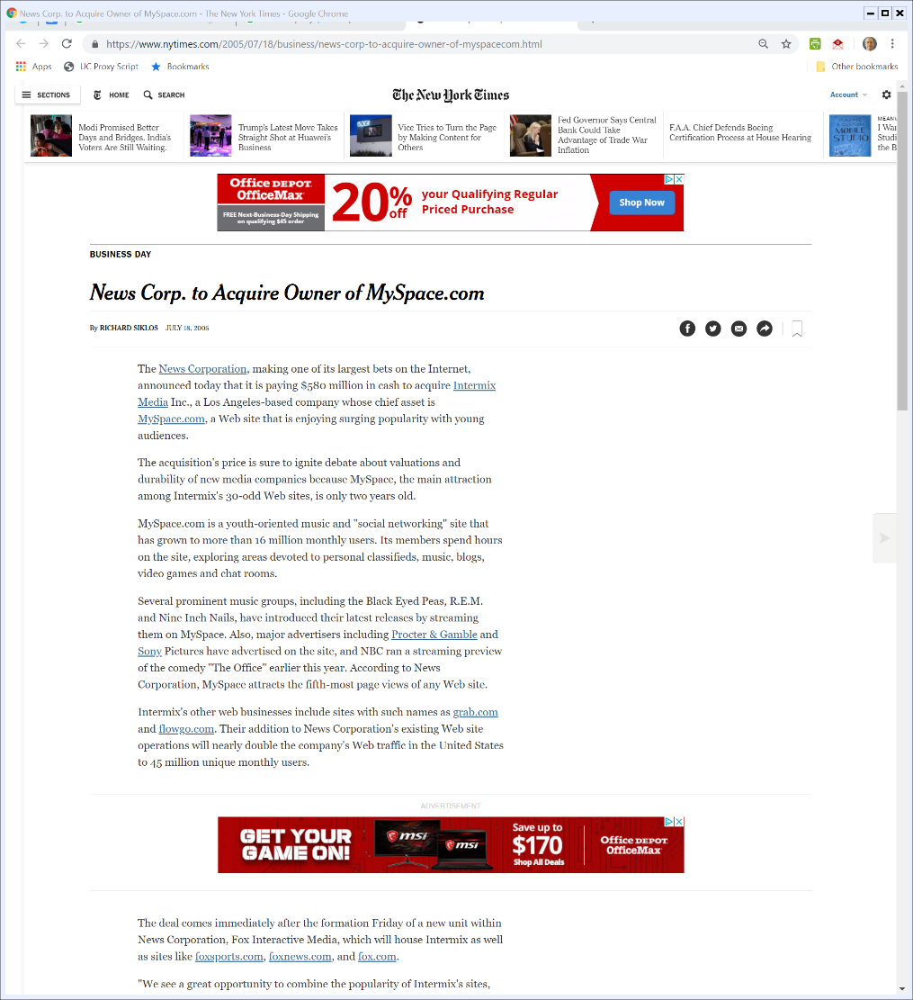 News Corp. to Acquire Owner of MySpace.com - The New York Times - Google Chrome
https://www.nytimes.com/2005/07/18/business/news-corp-to-acquire-owner-of-myspacecom.html
Apps UC Proxy Script Bookmarks Other bookmarks
SECTIONS HOME SEARCH The New York Times Account
Modi Promised Better
Days and Bridges. India's
Voters Are Still Waiting.
Trump's Latest Move Takes
Straight Shot at Huawei's
Business
Vice Tries to Turn the Page
by Making Content for
Others
Fed Governor Says Central
Bank Could Take
Advantage of Trade War
Inflation
F.A.A. Chief Defends Boeing
Certification Process at House Hearing
MOBILE
STUDIO
MEANW
I Wa
Studi
the B
Office DEPOT
OfficeMax
FREE Next-Business-Day Shipping
on qualifying $45 order
20% off
your Qualifying Regular
Priced Purchase
Shop Now
BUSINESS DAY
News Corp. to Acquire Owner of MySpace.com
By RICHARD SIKLOS JULY 18, 2005
The News Corporation, making one of its largest bets on the Internet,
announced today that it is paying $580 million in cash to acquire Intermix
Media Inc., a Los Angeles-based company whose chief asset is
MySpace.com, a Web site that is enjoying surging popularity with young
audiences.
The acquisition's price is sure to ignite debate about valuations and
durability of new media companies because MySpace, the main attraction
among Intermix's 30-odd Web sites, is only two years old.
MySpace.com is a youth-oriented music and "social networking" site that
has grown to more than 16 million monthly users. Its members spend hours
on the site, exploring areas devoted to personal classifieds, music, blogs,
video games and chat rooms.
Several prominent music groups, including the Black Eyed Peas, R.E.M.
and Nine Inch Nails, have introduced their latest releases by streaming
them on MySpace. Also, major advertisers including Procter & Gamble and
Sony Pictures have advertised on the site, and NBC ran a streaming preview
of the comedy "The Office" earlier this year. According to News
Corporation, MySpace attracts the fifth-most page views of any Web site.
Intermix's other web businesses include sites with such names as grab.com
and flowgo.com. Their addition to News Corporation's existing Web site
operations will nearly double the company's Web traffic in the United States
to 45 million unique monthly users.
ADVERTISEMENT
GET YOUR
GAME ON!
msi
msi
Save up to
$170
Shop All Deals
Office DEPOT
OfficeMax
The deal comes immediately after the formation Friday of a new unit within
News Corporation, Fox Interactive Media, which will house Intermix as well
as sites like foxsports.com, foxnews.com, and fox.com.
"We see a great opportunity to combine the popularity of Intermix's sites,